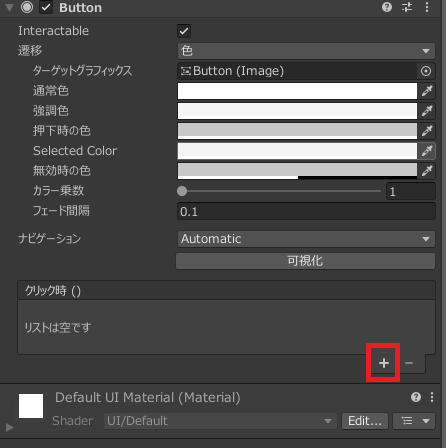 Button
Interactable
遷移 色
ターゲットグラフィックス Button (Image)
通常色
強調色
押下時の色
Selected Color
無効時の色
カラー乗数 1
フェード間隔 0.1
ナビゲーション Automatic
可視化
クリック時 ()
リストは空です
+ −
Default UI Material (Material)
Shader UI/Default Edit...